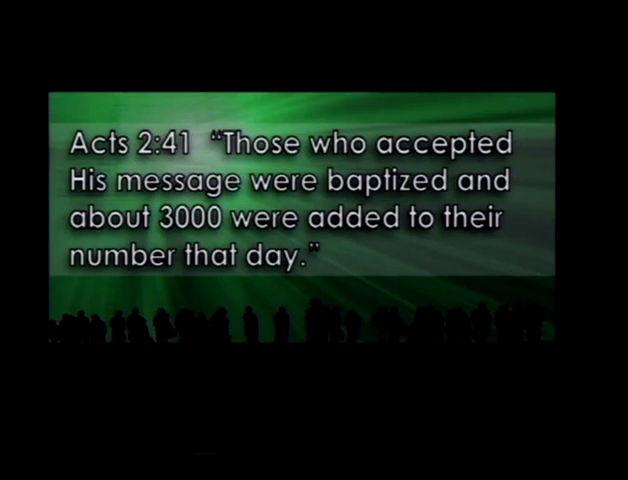 Acts 2:41 “Those who accepted
His message were baptized and
about 3000 were added to their
number that day.”